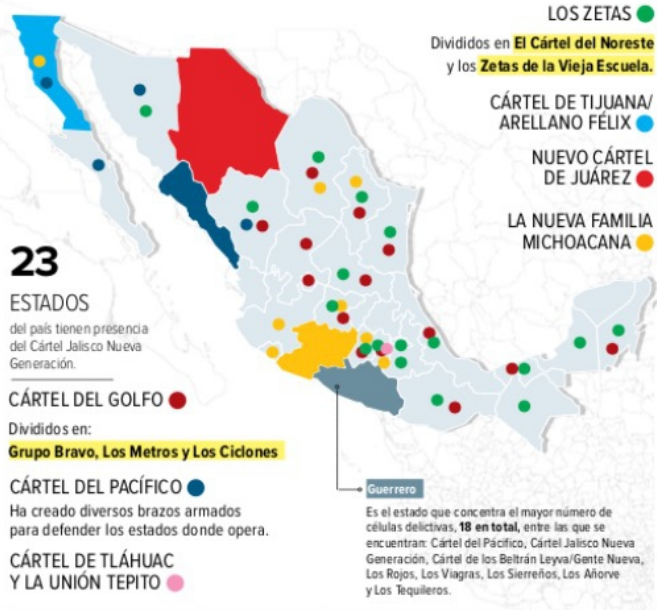 LOS ZETAS
Divididos en El Cártel del Noreste
y los Zetas de la Vieja Escuela.
CÁRTEL DE TIJUANA/
ARELLANO FÉLIX
NUEVO CÁRTEL
DE JUÁREZ
LA NUEVA FAMILIA
MICHOACANA
23
ESTADOS
del país tienen presencia
del Cártel Jalisco Nueva
Generación.
CÁRTEL DEL GOLFO
Divididos en:
Grupo Bravo, Los Metros y Los Ciclones
CÁRTEL DEL PACÍFICO
Ha creado diversos brazos armados
para defender los estados donde opera.
CÁRTEL DE TLÁHUAC
Y LA UNIÓN TEPITO
Guerrero
Es el estado que concentra el mayor número de
células delictivas, 18 en total, entre las que se
encuentran: Cártel del Pácifico, Cártel Jalisco Nueva
Generación, Cártel de los Beltrán Leyva/Gente Nueva,
Los Rojos, Los Viagras, Los Sierreños, Los Añorve
y Los Tequileros.